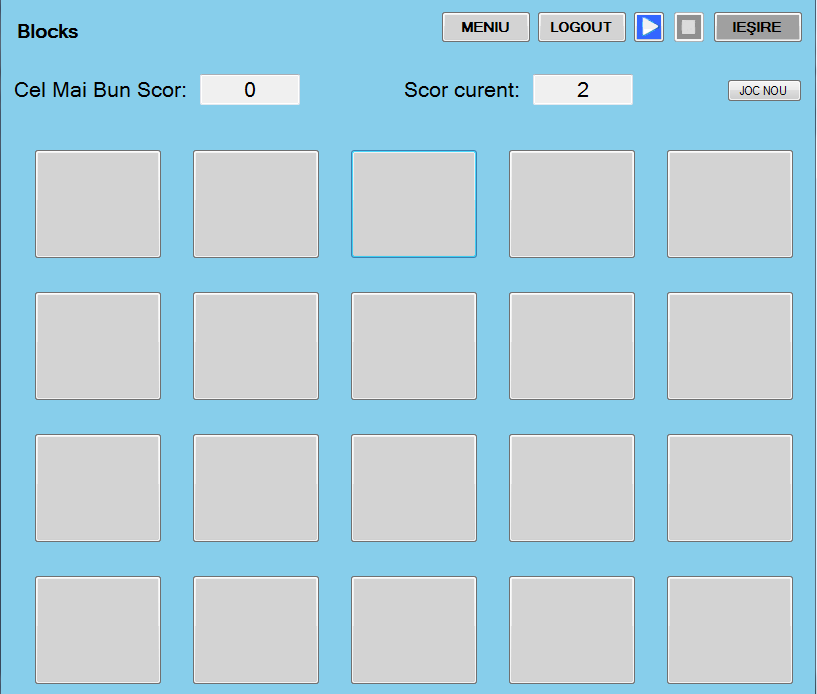 Blocks
MENIU
LOGOUT
IEŞIRE
Cel Mai Bun Scor: 0
Scor curent: 2
JOC NOU